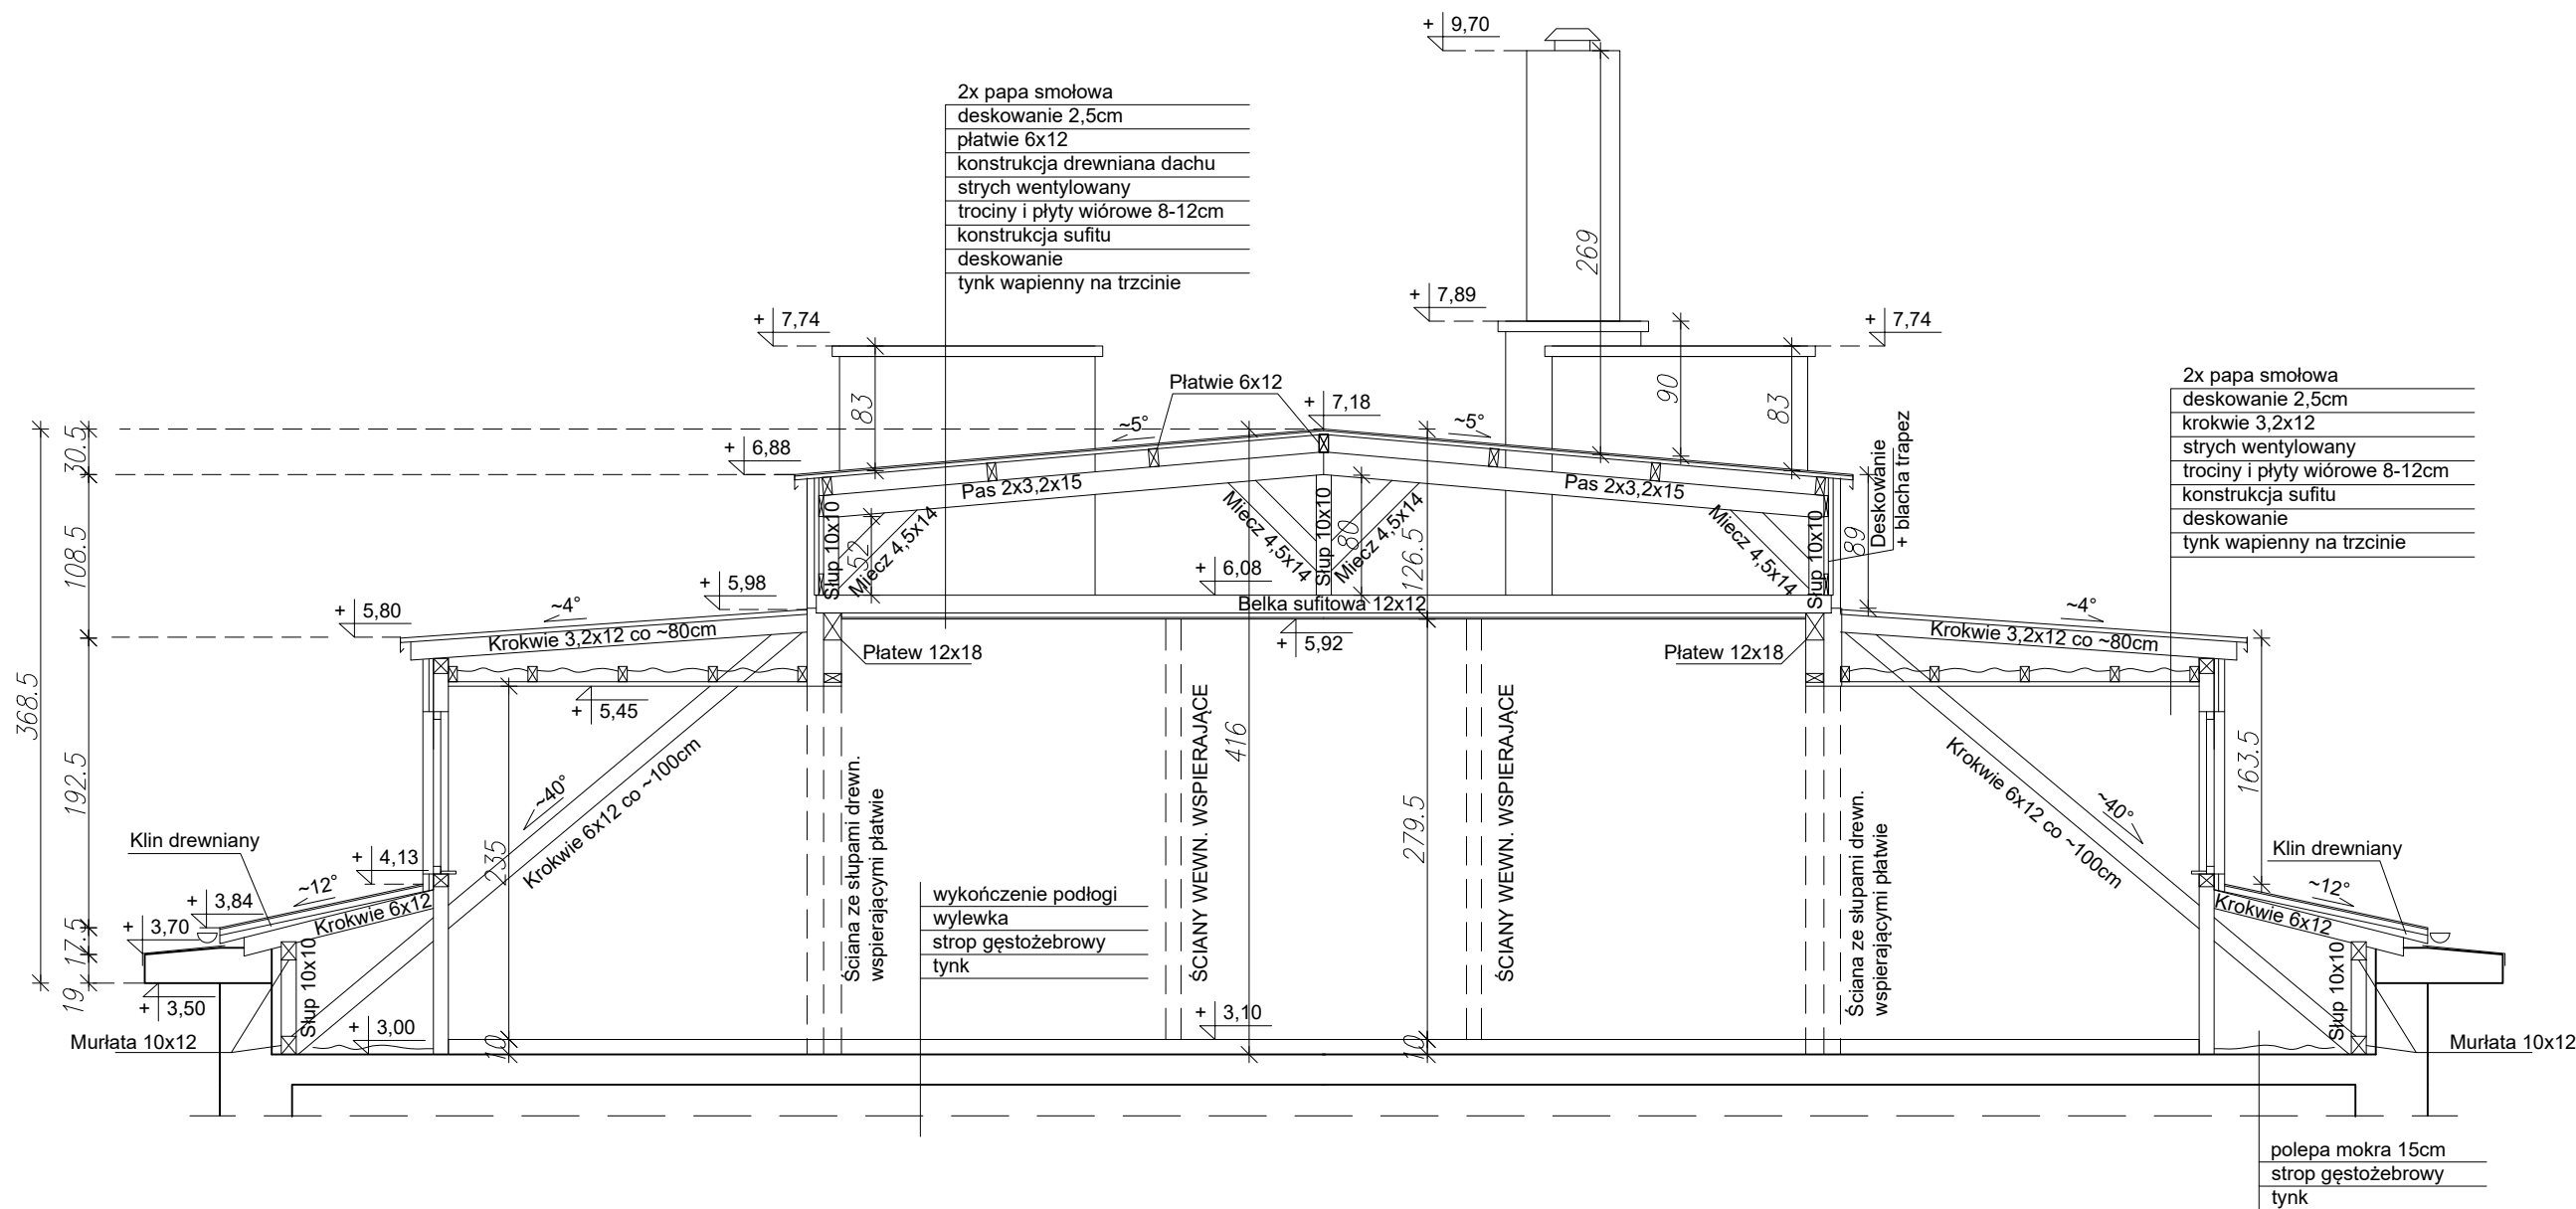 + 9,70
2x papa smołowa
deskowanie 2,5cm
płatwie 6x12
konstrukcja drewniana dachu
strych wentylowany
trociny i płyty wiórowe 8-12cm
konstrukcja sufitu
deskowanie
tynk wapienny na trzcinie
269
+ 7,89
+ 7,74
+ 7,74
83
Płatwie 6x12
90
83
2x papa smołowa
deskowanie 2,5cm
krokwie 3,2x12
strych wentylowany
trociny i płyty wiórowe 8-12cm
konstrukcja sufitu
deskowanie
tynk wapienny na trzcinie
+ 7,18
~5°
~5°
30.5
+ 6,88
Pas 2x3,2x15
Pas 2x3,2x15
Deskowanie
+ blacha trapez
108.5
Słup 10x10
52
Miecz 4,5x14
Miecz 4,5x14
Słup 10x10
80
Miecz 4,5x14
126.5
Miecz 4,5x14
Słup 10x10
89
+ 5,98
+ 6,08
Belka sufitowa 12x12
+ 5,80
~4°
~4°
Krokwie 3,2x12 co ~80cm
Krokwie 3,2x12 co ~80cm
+ 5,92
Płatew 12x18
Płatew 12x18
368.5
+ 5,45
416
192.5
235
~40°
Krokwie 6x12 co ~100cm
Ściana ze słupami drewn.
wspierającymi płatwie
ŚCIANY WEWN. WSPIERAJĄCE
279.5
ŚCIANY WEWN. WSPIERAJĄCE
Ściana ze słupami drewn.
wspierającymi płatwie
~40°
Krokwie 6x12 co ~100cm
163.5
Klin drewniany
Klin drewniany
+ 4,13
~12°
~12°
+ 3,84
Krokwie 6x12
Krokwie 6x12
+ 3,70
17.5
wykończenie podłogi
wylewka
strop gęstożebrowy
tynk
19
+ 3,50
Słup 10x10
Słup 10x10
+ 3,00
+ 3,10
10
10
Murłata 10x12
Murłata 10x12
polepa mokra 15cm
strop gęstożebrowy
tynk